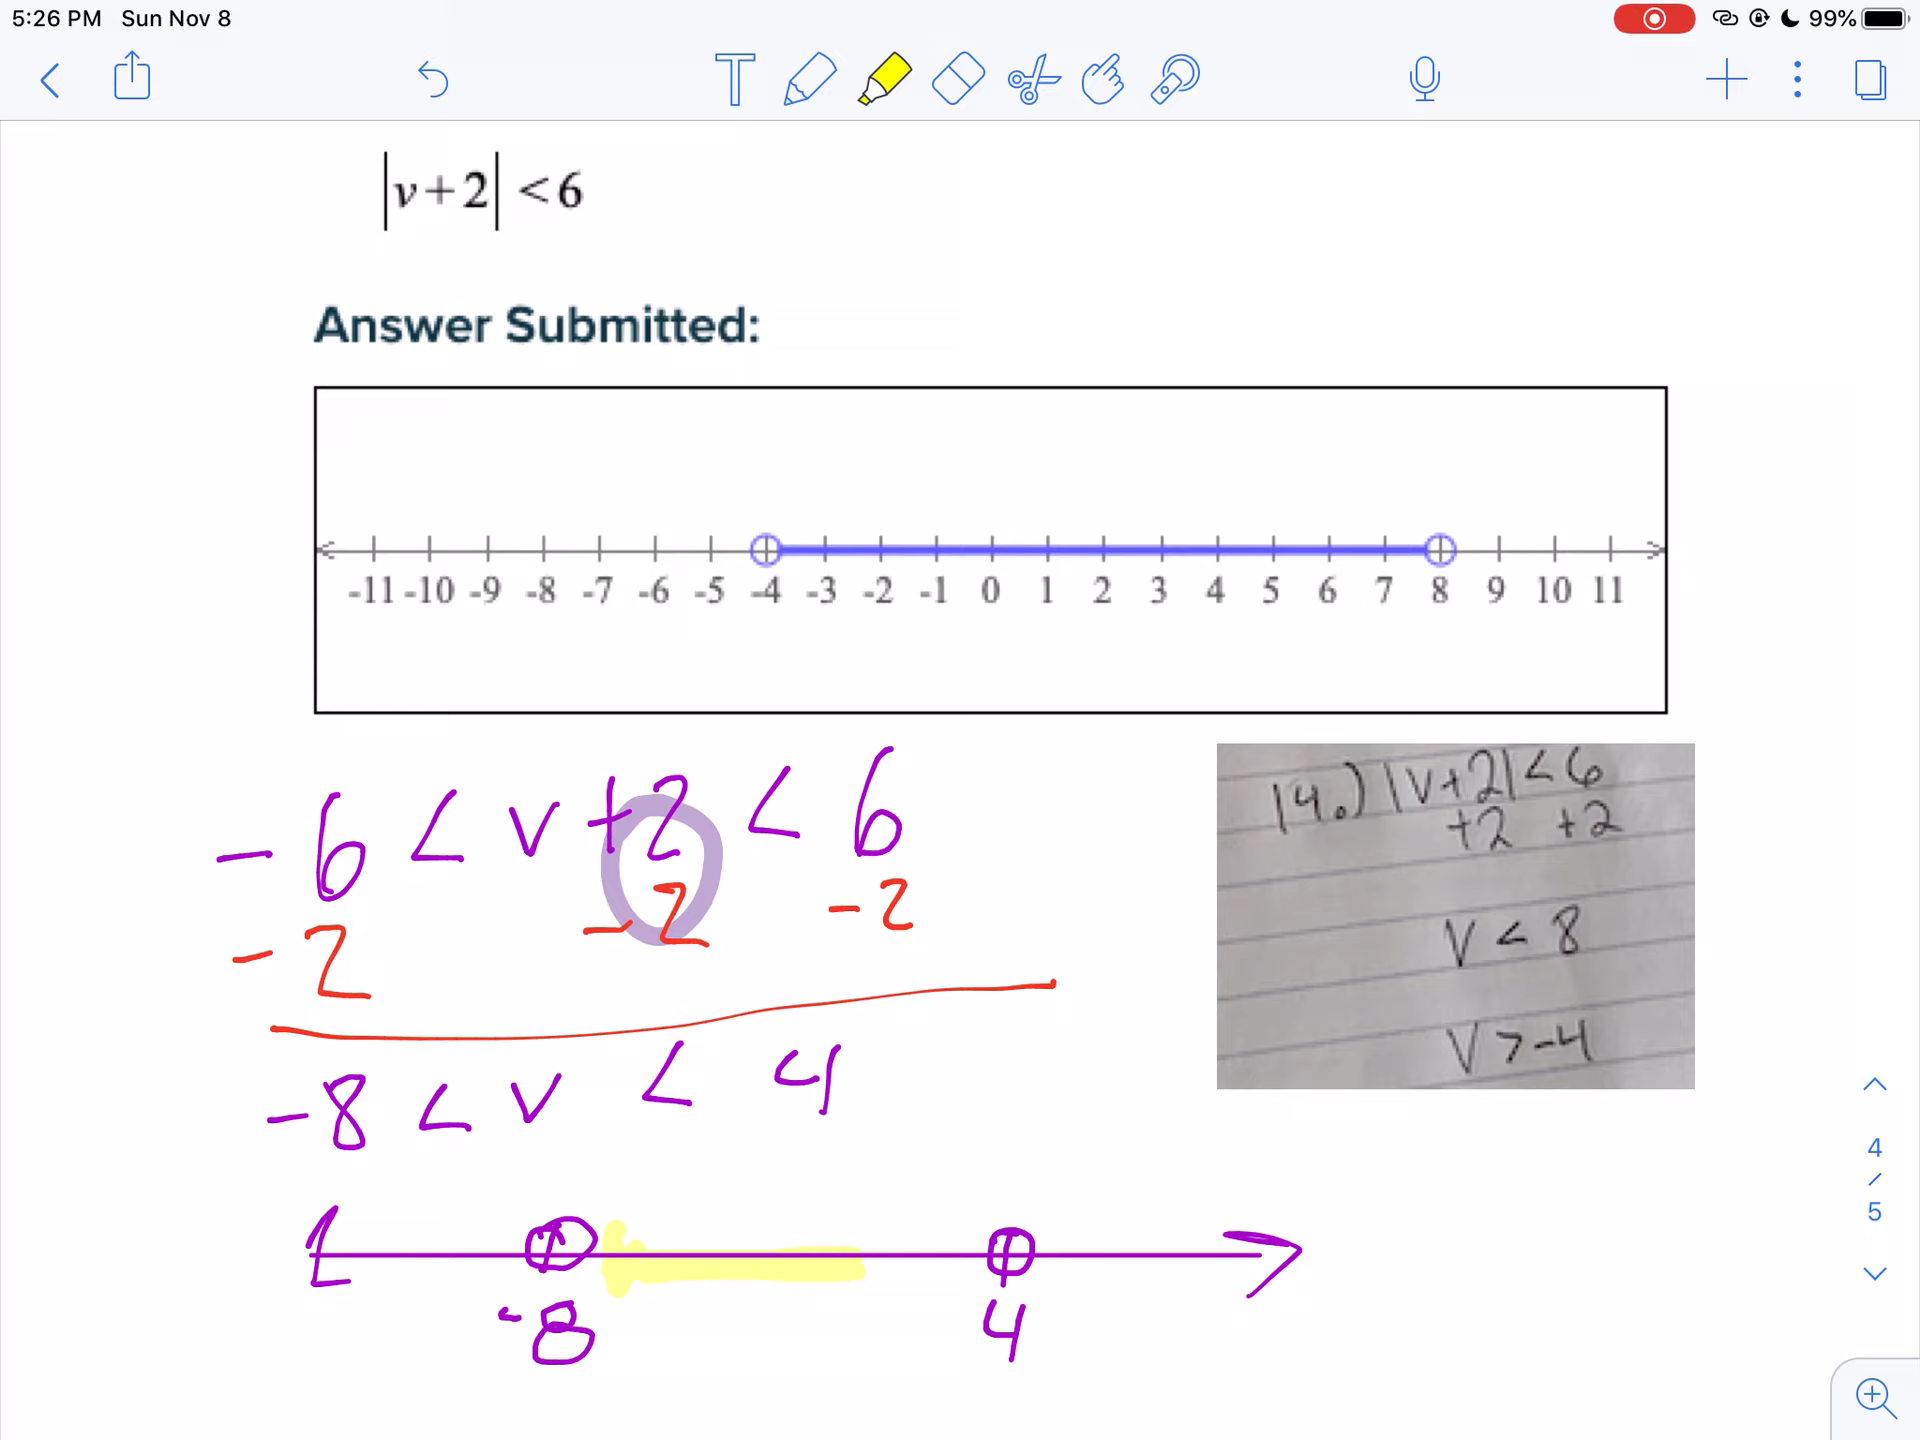 5:26 PM Sun Nov 8
99%
T
|v+2| <6
Answer Submitted:
-11 -10 -9 -8 -7 -6 -5 -4 -3 -2 -1 0 1 2 3 4 5 6 7 8 9 10 11
-6 < v+2 < 6
-2 -2 -2
-8 < v < 4
-8 4
14.) |v+2| < 6
+2 +2
v < 8
v > -4
4
/
5